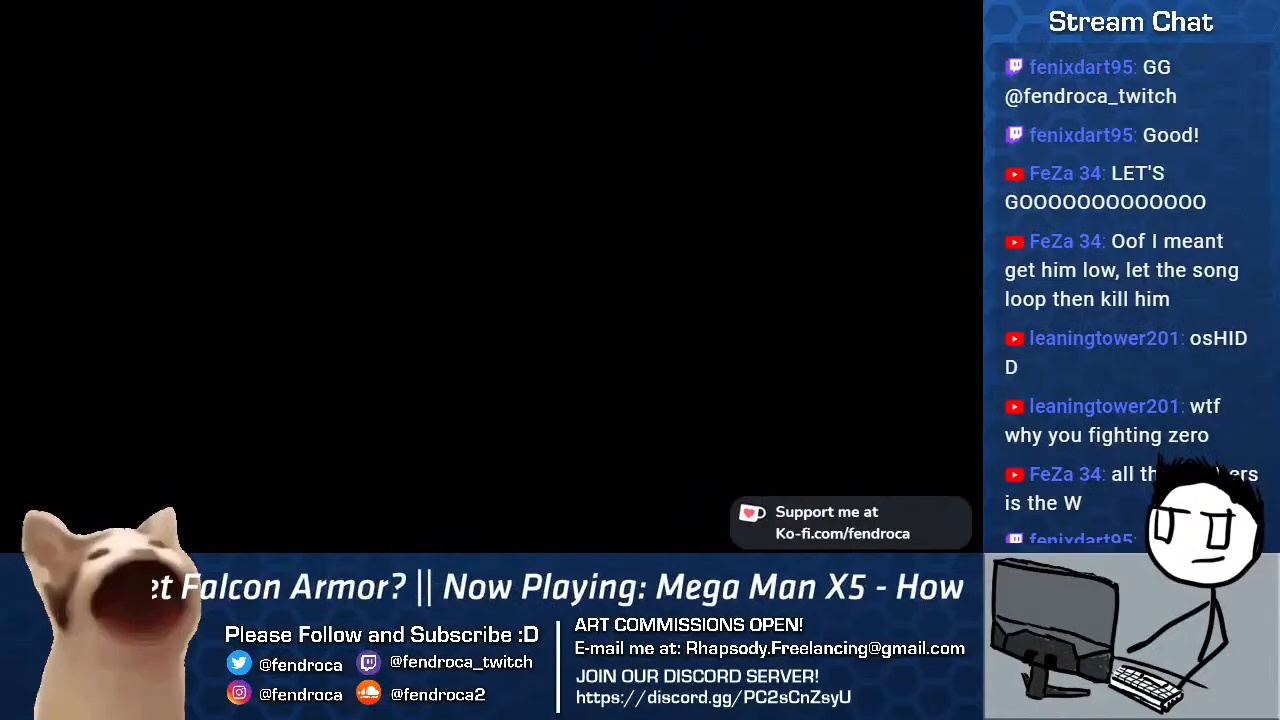 Stream Chat
fenixdart95: GG
@fendroca_twitch
fenixdart95: Good!
FeZa 34: LET'S
GOOOOOOOOOOOOO
FeZa 34: Oof I meant
get him low, let the song
loop then kill him
leaningtower201: osHID
D
leaningtower201: wtf
why you fighting zero
FeZa 34: all
is the W
fenixdart95:
Support me at
Ko-fi.com/fendroca
Falcon Armor? || Now Playing: Mega Man X5 - How
Please Follow and Subscribe :D
@fendroca
@fendroca_twitch
@fendroca
@fendroca2
ART COMMISSIONS OPEN!
E-mail me at: Rhapsody.Freelancing@gmail.com
JOIN OUR DISCORD SERVER!
https://discord.gg/PC2sCnZsyU